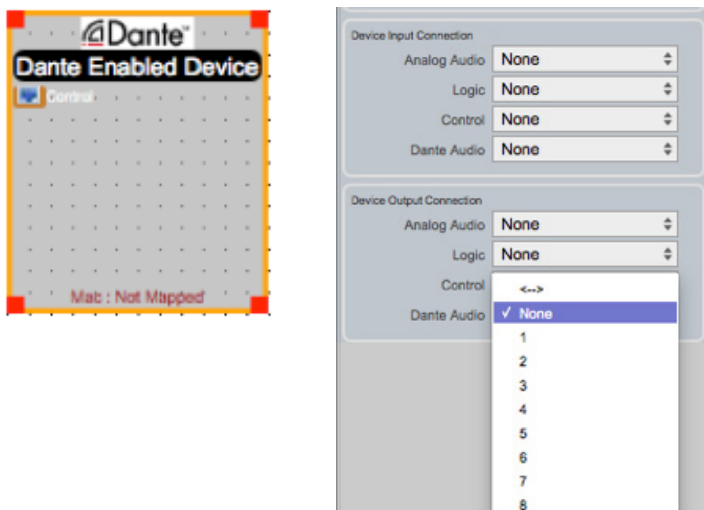 Dante™
Dante Enabled Device
Control
Mac : Not Mapped
Device Input Connection
Analog Audio None
Logic None
Control None
Dante Audio None
Device Output Connection
Analog Audio None
Logic None
Control <-->
Dante Audio ✓ None
1
2
3
4
5
6
7
8